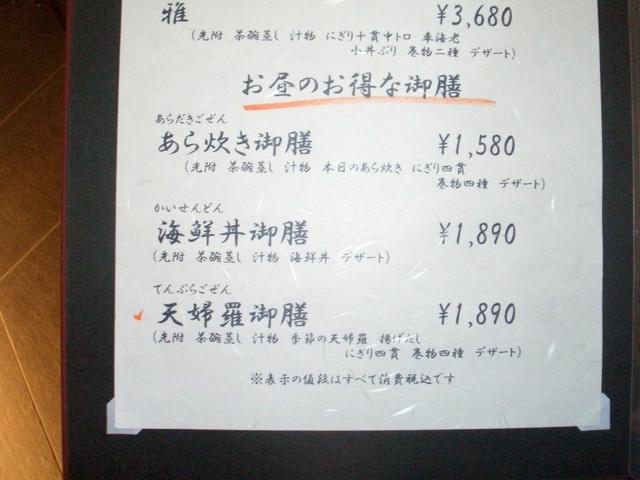 雅 ¥3,680
(先附 茶碗蒸し 汁物 にぎり十貫中トロ 車海老
小丼ぶり 巻物二種 デザート)
お昼のお得な御膳
あらだきごぜん
あら炊き御膳 ¥1,580
(先附 茶碗蒸し 汁物 本日のあら炊き にぎり四貫
巻物四種 デザート)
かいせんどん
海鮮丼御膳 ¥1,890
(先附 茶碗蒸し 汁物 海鮮丼 デザート)
てんぷらごぜん
天婦羅御膳 ¥1,890
(先附 茶碗蒸し 汁物 季節の天婦羅 揚げだし
にぎり四貫 巻物四種 デザート)
※表示の値段はすべて消費税込です